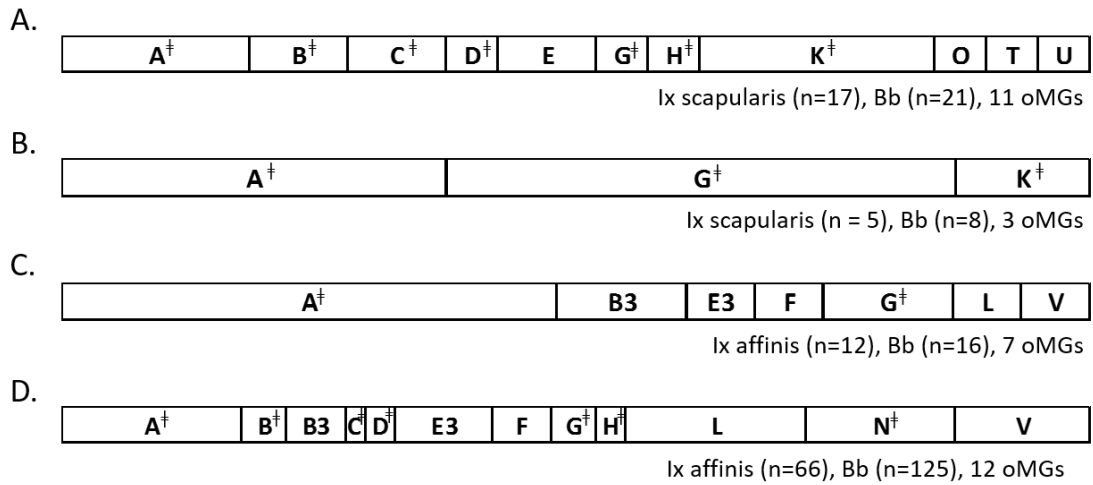 A.
A‡ B‡ C‡ D‡ E G‡ H‡ K‡ O T U
Ix scapularis (n=17), Bb (n=21), 11 oMGs
B.
A‡ G‡ K‡
Ix scapularis (n = 5), Bb (n=8), 3 oMGs
C.
A‡ B3 E3 F G‡ L V
Ix affinis (n=12), Bb (n=16), 7 oMGs
D.
A‡ B‡ B3 C‡ D‡ E3 F G‡ H‡ L N‡ V
Ix affinis (n=66), Bb (n=125), 12 oMGs